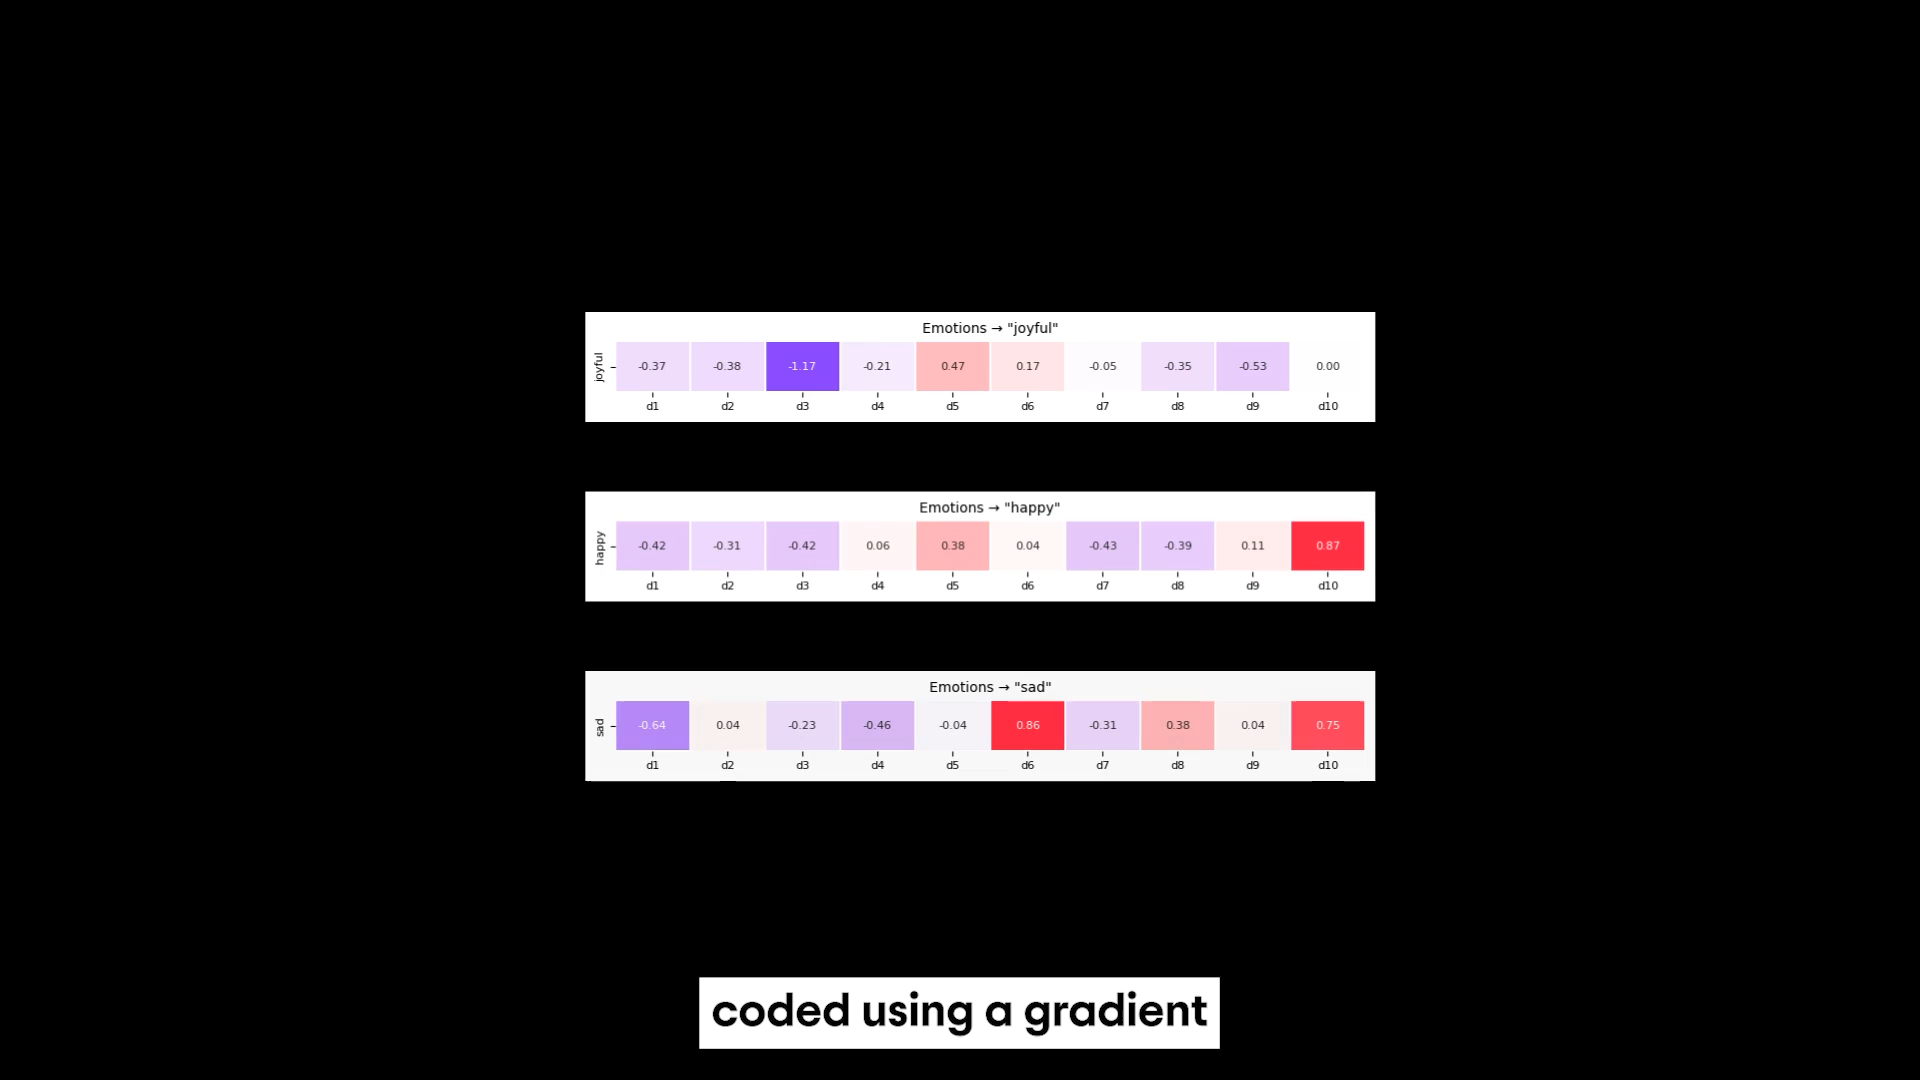 Emotions → "joyful"
joyful
-0.37 -0.38 -1.17 -0.21 0.47 0.17 -0.05 -0.35 -0.53 0.00
d1 d2 d3 d4 d5 d6 d7 d8 d9 d10
Emotions → "happy"
happy
-0.42 -0.31 -0.42 0.06 0.38 0.04 -0.43 -0.39 0.11 0.87
d1 d2 d3 d4 d5 d6 d7 d8 d9 d10
Emotions → "sad"
sad
-0.64 0.04 -0.23 -0.46 -0.04 0.86 -0.31 0.38 0.04 0.75
d1 d2 d3 d4 d5 d6 d7 d8 d9 d10
coded using a gradient